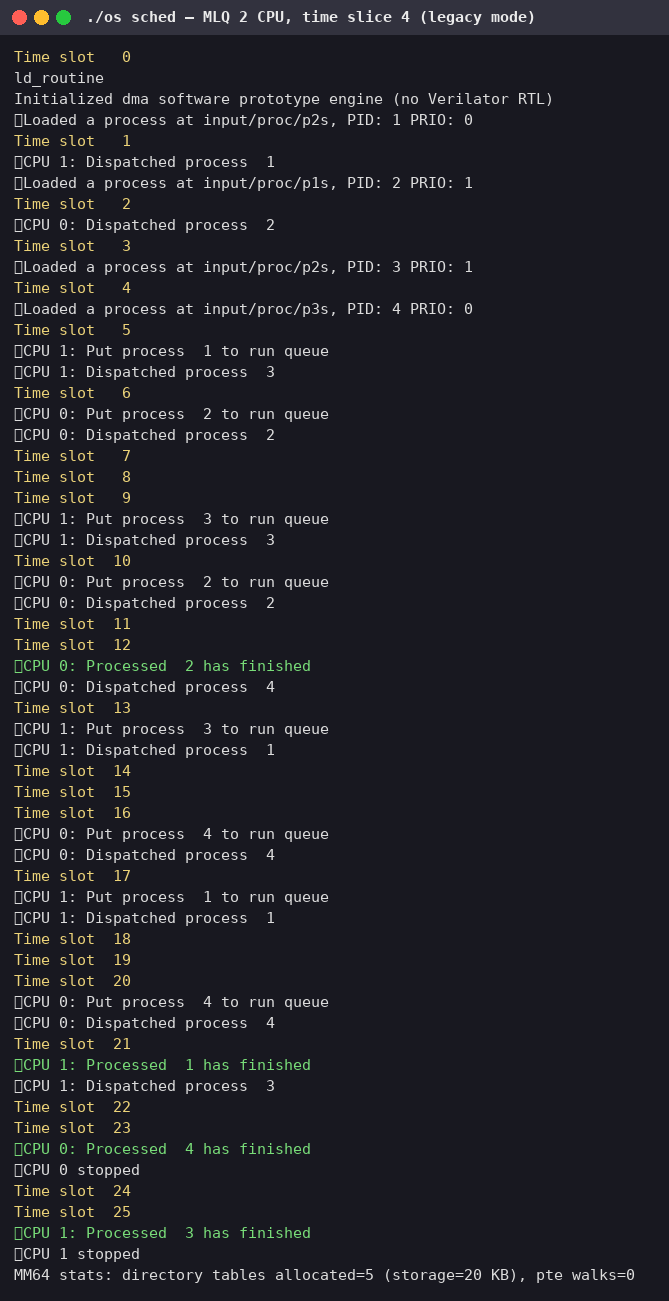 ./os sched — MLQ 2 CPU, time slice 4 (legacy mode)
Time slot   0
ld_routine
Initialized dma software prototype engine (no Verilator RTL)
Loaded a process at input/proc/p2s, PID: 1 PRIO: 0
Time slot   1
CPU 1: Dispatched process  1
Loaded a process at input/proc/p1s, PID: 2 PRIO: 1
Time slot   2
CPU 0: Dispatched process  2
Time slot   3
Loaded a process at input/proc/p2s, PID: 3 PRIO: 1
Time slot   4
Loaded a process at input/proc/p3s, PID: 4 PRIO: 0
Time slot   5
CPU 1: Put process  1 to run queue
CPU 1: Dispatched process  3
Time slot   6
CPU 0: Put process  2 to run queue
CPU 0: Dispatched process  2
Time slot   7
Time slot   8
Time slot   9
CPU 1: Put process  3 to run queue
CPU 1: Dispatched process  3
Time slot  10
CPU 0: Put process  2 to run queue
CPU 0: Dispatched process  2
Time slot  11
Time slot  12
CPU 0: Processed  2 has finished
CPU 0: Dispatched process  4
Time slot  13
CPU 1: Put process  3 to run queue
CPU 1: Dispatched process  1
Time slot  14
Time slot  15
Time slot  16
CPU 0: Put process  4 to run queue
CPU 0: Dispatched process  4
Time slot  17
CPU 1: Put process  1 to run queue
CPU 1: Dispatched process  1
Time slot  18
Time slot  19
Time slot  20
CPU 0: Put process  4 to run queue
CPU 0: Dispatched process  4
Time slot  21
CPU 1: Processed  1 has finished
CPU 1: Dispatched process  3
Time slot  22
Time slot  23
CPU 0: Processed  4 has finished
CPU 0 stopped
Time slot  24
Time slot  25
CPU 1: Processed  3 has finished
CPU 1 stopped
MM64 stats: directory tables allocated=5 (storage=20 KB), pte walks=0